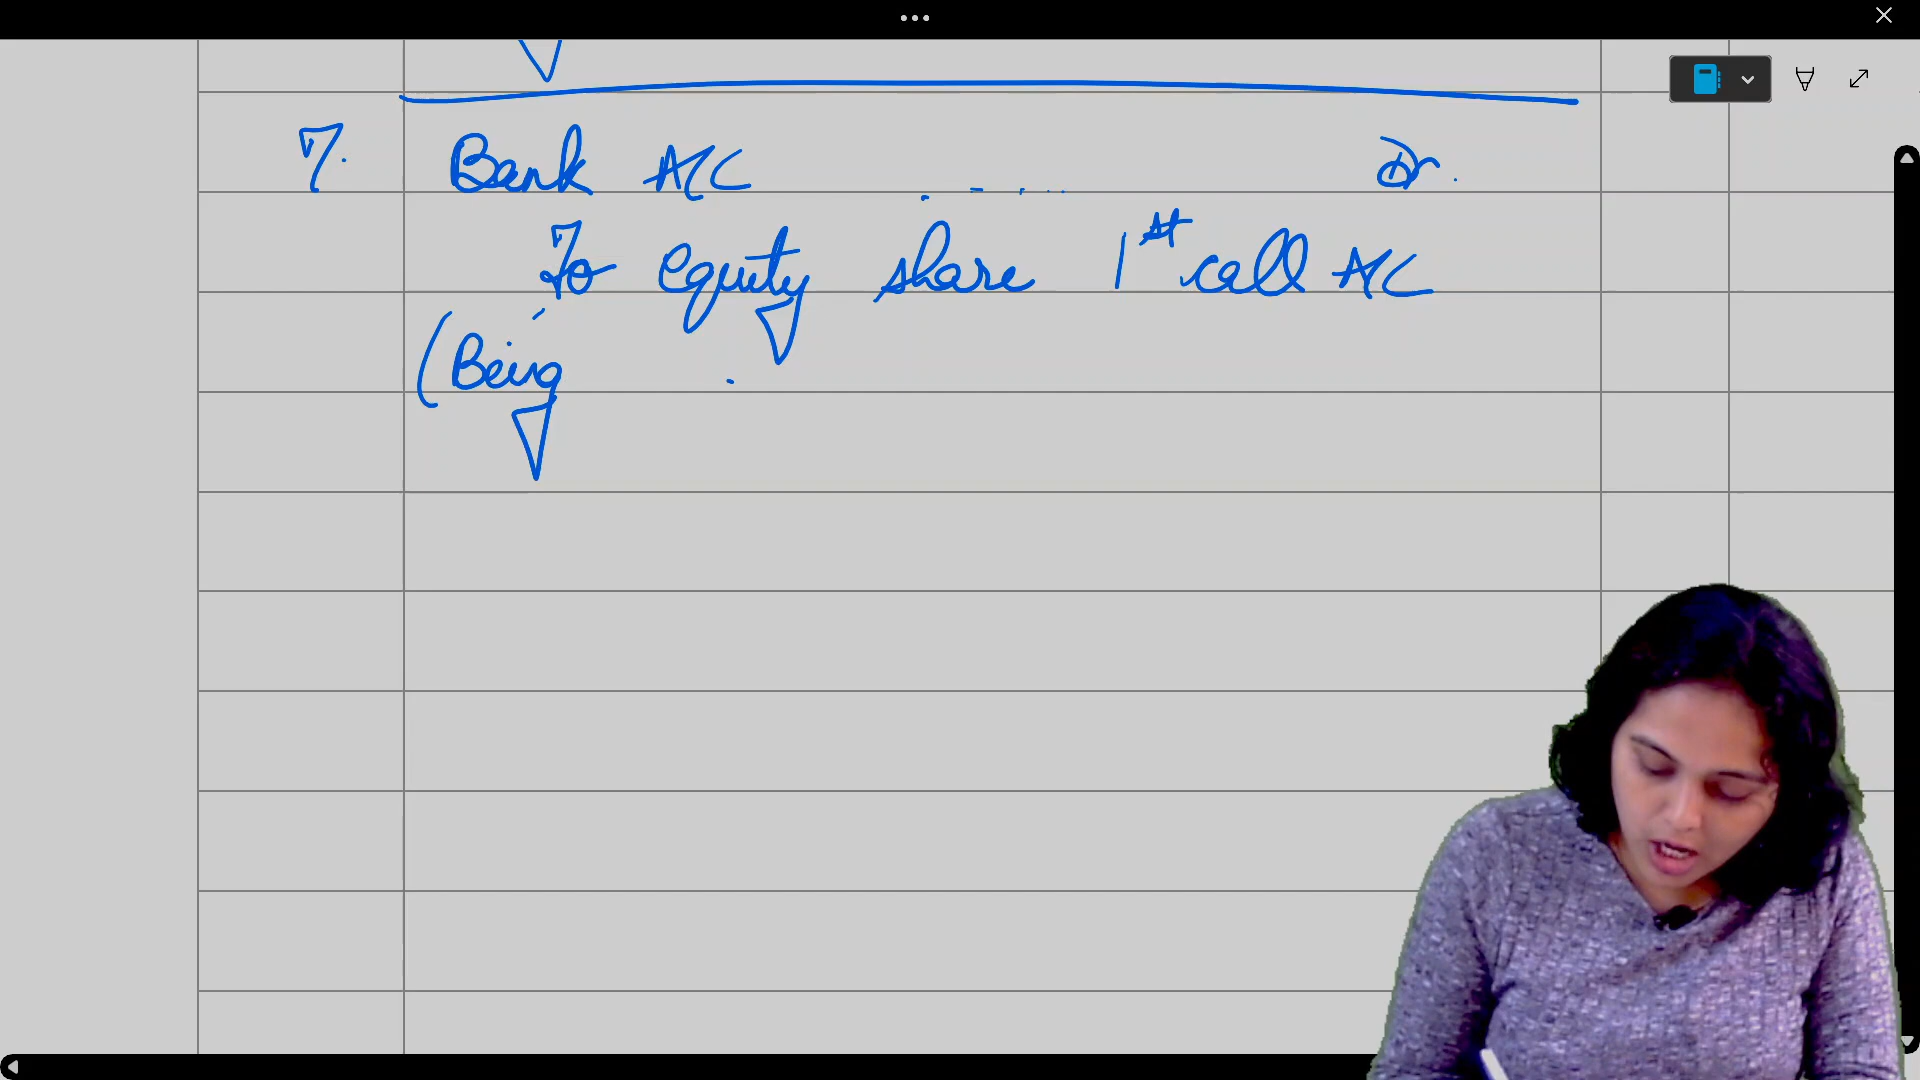 7. Bank A/C ..... Dr.
To equity share 1st call A/C
(Being